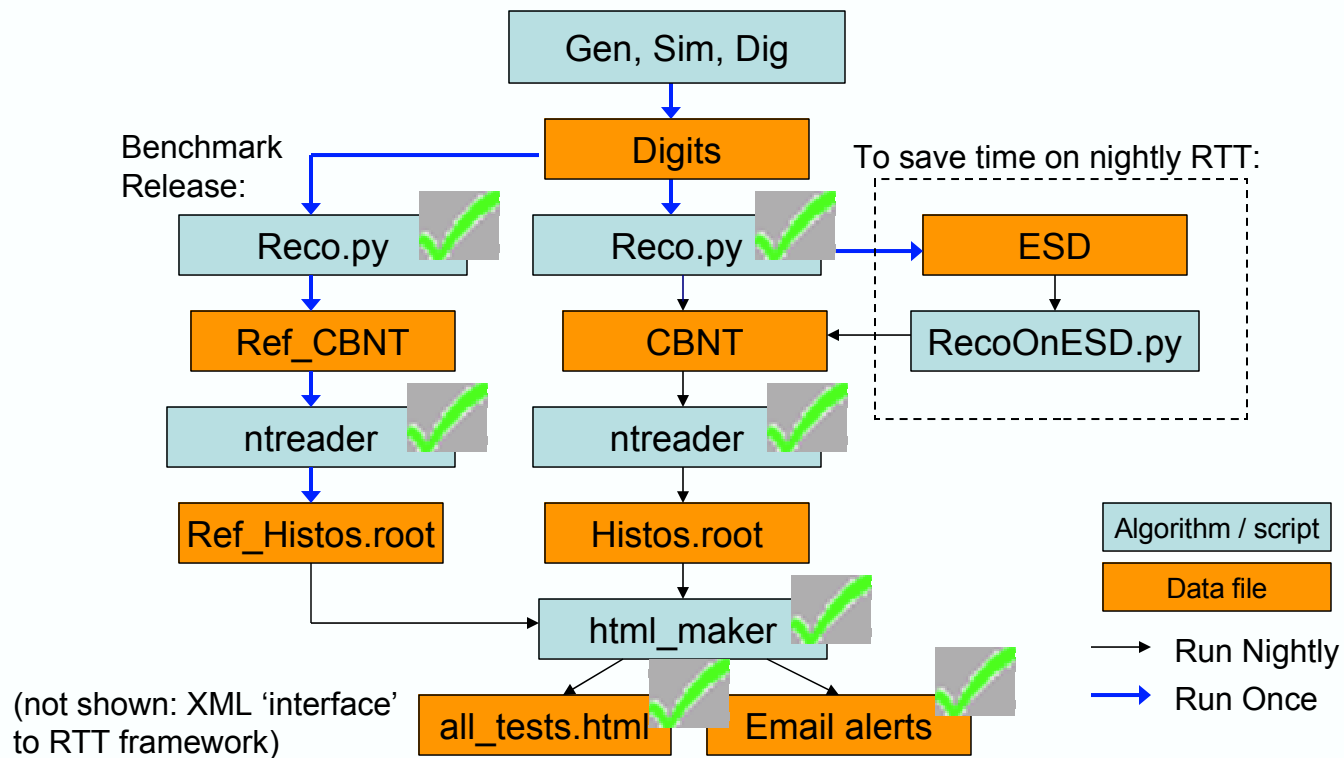 Gen, Sim, Dig
Digits
Benchmark
Release:
To save time on nightly RTT:
Reco.py
Reco.py
ESD
Ref_CBNT
CBNT
RecoOnESD.py
ntreader
ntreader
Ref_Histos.root
Histos.root
Algorithm / script
Data file
html_maker
Run Nightly
Run Once
(not shown: XML ‘interface’
to RTT framework)
all_tests.html
Email alerts